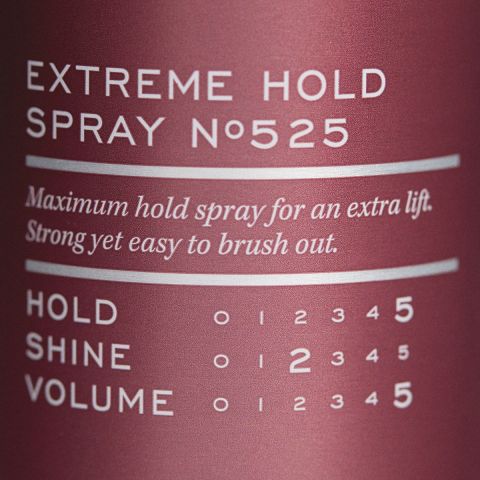 EXTREME HOLD
SPRAY Nº525
Maximum hold spray for an extra lift.
Strong yet easy to brush out.
HOLD 0 1 2 3 4 5
SHINE 0 1 2 3 4 5
VOLUME 0 1 2 3 4 5